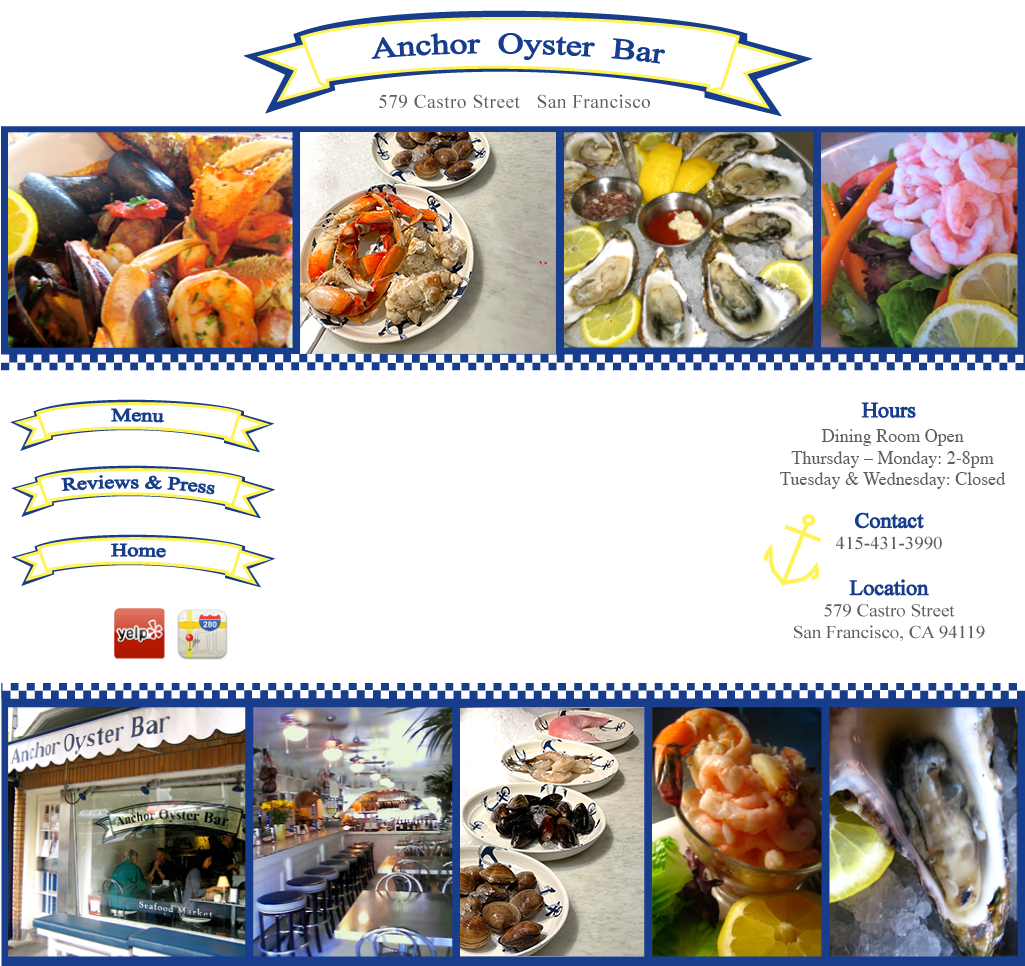 Anchor Oyster Bar
579 Castro Street San Francisco
Menu
Reviews & Press
Home
yelp
280
Hours
Dining Room Open
Thursday – Monday: 2-8pm
Tuesday & Wednesday: Closed
Contact
415-431-3990
Location
579 Castro Street
San Francisco, CA 94119
Anchor Oyster Bar
Anchor Oyster Bar
Seafood Market